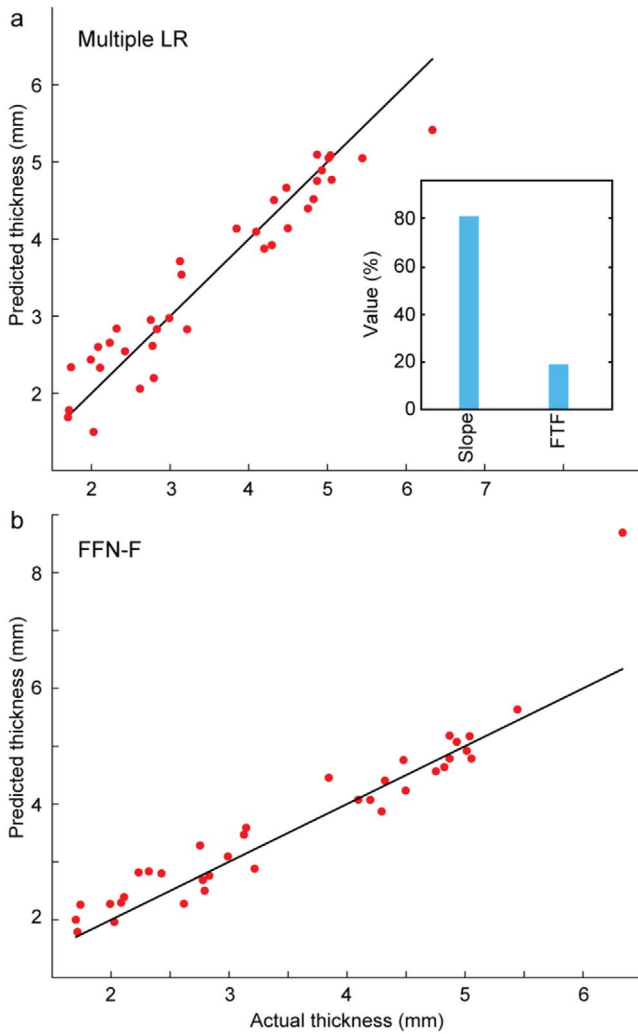 a
Multiple LR
Predicted thickness (mm)
6
5
4
3
2
2 3 4 5 6 7
Value (%)
80
60
40
20
0
Slope
FTF
b
FFN-F
Predicted thickness (mm)
8
6
4
2
2 3 4 5 6
Actual thickness (mm)